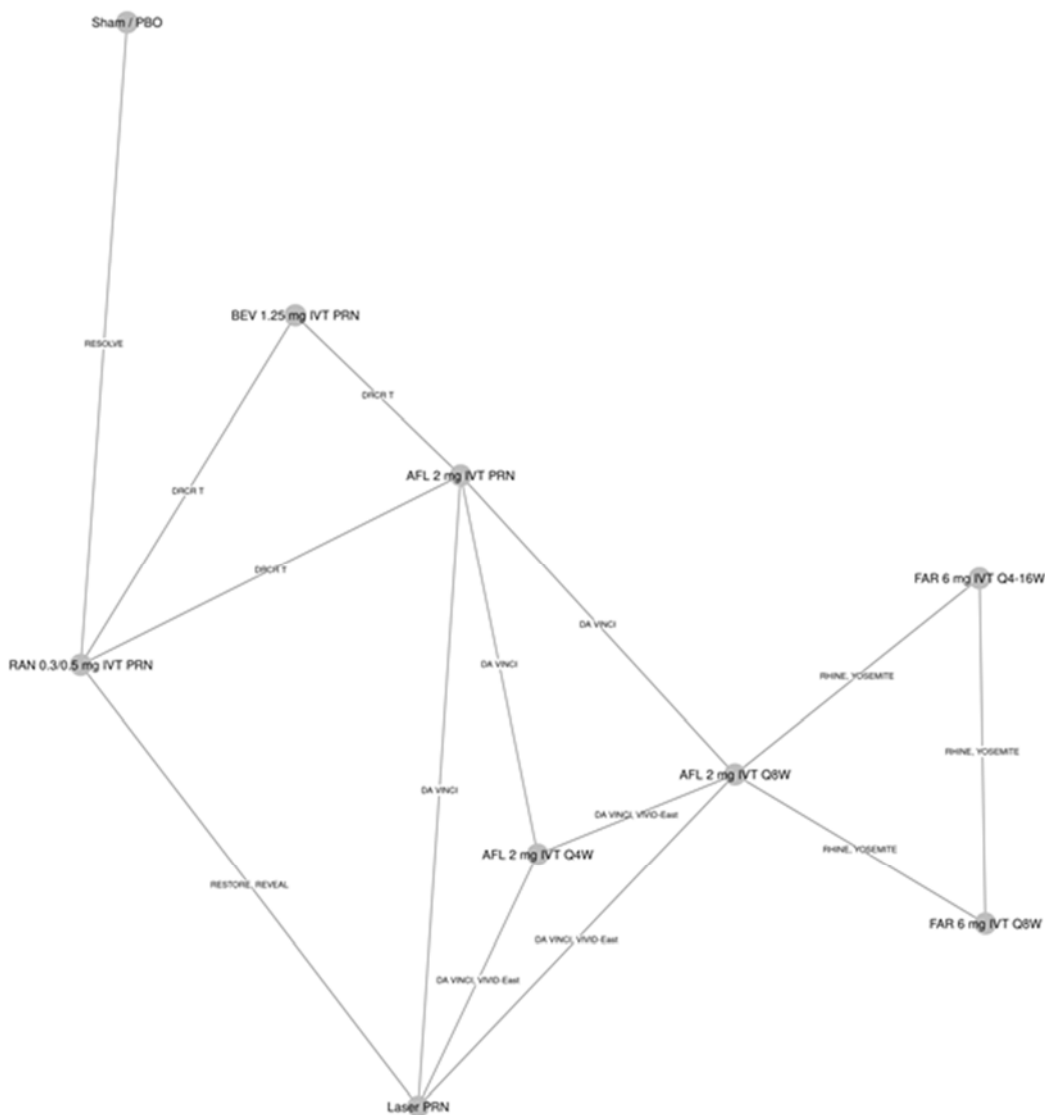 Sham / PBO
BEV 1.25 mg IVT PRN
RESOLVE
DRCR T
AFL 2 mg IVT PRN
DRCR T
DRCR T
FAR 6 mg IVT Q4-16W
DA VINCI
RAN 0.3/0.5 mg IVT PRN
DA VINCI
RHINE, YOSEMITE
RHINE, YOSEMITE
AFL 2 mg IVT Q8W
DA VINCI
DA VINCI, VIVID-East
AFL 2 mg IVT Q4W
RHINE, YOSEMITE
RESTORE, REVEAL
FAR 6 mg IVT Q8W
DA VINCI, VIVID-East
DA VINCI, VIVID-East
Laser PRN